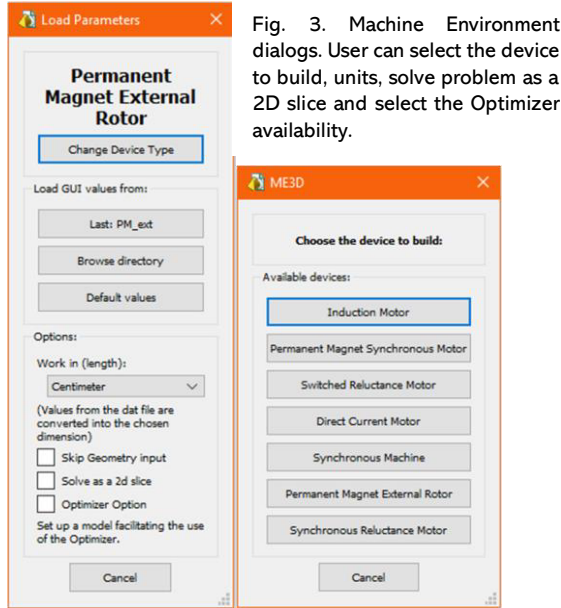 Load Parameters
Permanent
Magnet External
Rotor
Change Device Type
Load GUI values from:
Last: PM_ext
Browse directory
Default values
Options:
Work in (length):
Centimeter
(Values from the dat file are
converted into the chosen
dimension)
Skip Geometry input
Solve as a 2d slice
Optimizer Option
Set up a model facilitating the use
of the Optimizer.
Cancel
Fig. 3. Machine Environment
dialogs. User can select the device
to build, units, solve problem as a
2D slice and select the Optimizer
availability.
ME3D
Choose the device to build:
Available devices:
Induction Motor
Permanent Magnet Synchronous Motor
Switched Reluctance Motor
Direct Current Motor
Synchronous Machine
Permanent Magnet External Rotor
Synchronous Reluctance Motor
Cancel